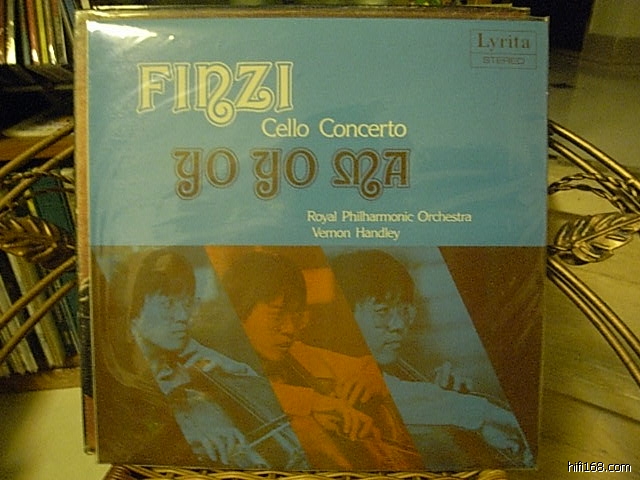 Lyrita
STEREO
FINZI
Cello Concerto
YO YO MA
Royal Philharmonic Orchestra
Vernon Handley
hifi168.com